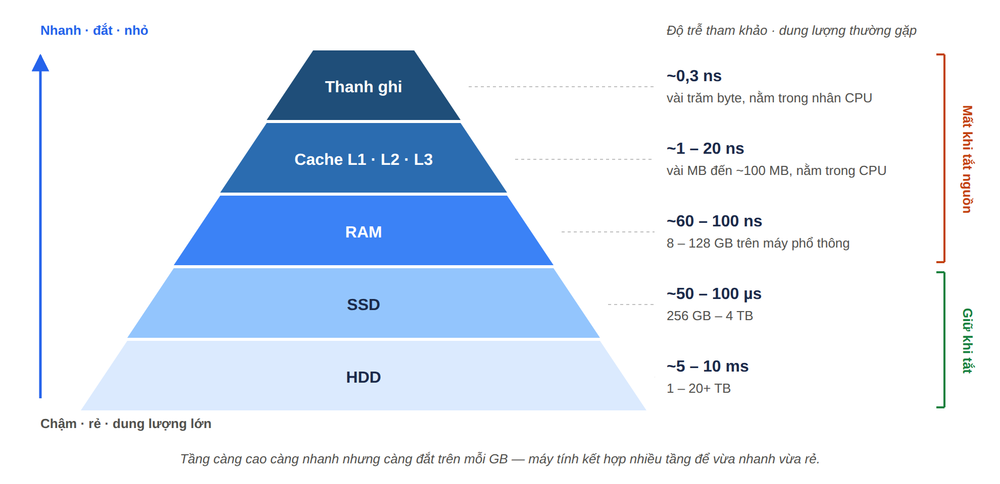 Nhanh · đắt · nhỏ
Độ trễ tham khảo · dung lượng thường gặp
Thanh ghi
~0,3 ns
vài trăm byte, nằm trong nhân CPU
Cache L1 · L2 · L3
~1 – 20 ns
vài MB đến ~100 MB, nằm trong CPU
RAM
~60 – 100 ns
8 – 128 GB trên máy phổ thông
Mất khi tắt nguồn
SSD
~50 – 100 µs
256 GB – 4 TB
HDD
~5 – 10 ms
1 – 20+ TB
Giữ khi tắt
Chậm · rẻ · dung lượng lớn
Tầng càng cao càng nhanh nhưng càng đắt trên mỗi GB — máy tính kết hợp nhiều tầng để vừa nhanh vừa rẻ.